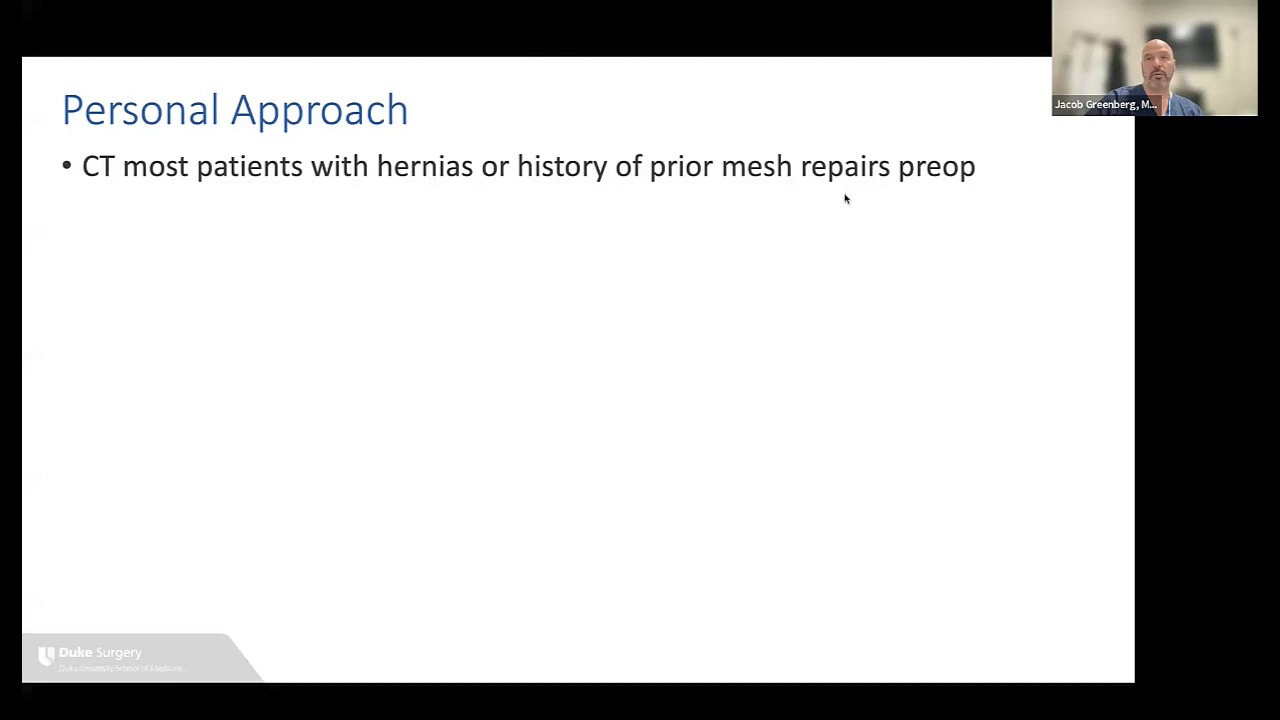 Personal Approach
• CT most patients with hernias or history of prior mesh repairs preop
Jacob Greenberg, M...
Duke Surgery
Duke University School of Medicine